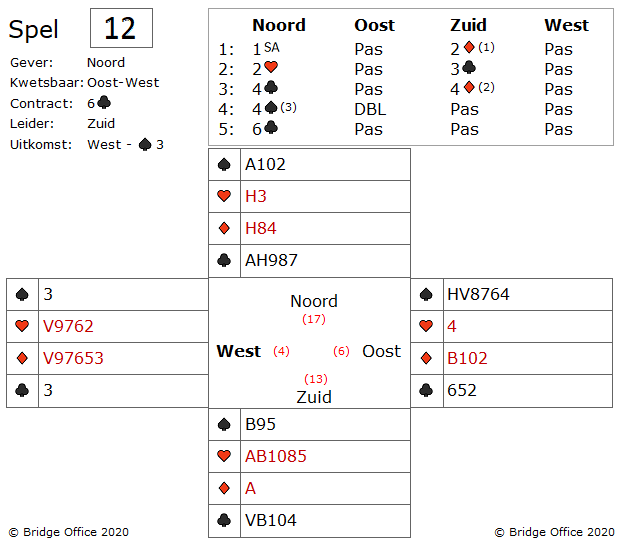 Spel 12
Gever: Noord
Kwetsbaar: Oost-West
Contract: 6♣
Leider: Zuid
Uitkomst: West - ♠ 3
Noord Oost Zuid West
1: 1SA Pas 2♦(1) Pas
2: 2♥ Pas 3♣ Pas
3: 4♣ Pas 4♦(2) Pas
4: 4♠(3) DBL Pas Pas
5: 6♣ Pas Pas Pas
♠ A102
♥ H3
♦ H84
♣ AH987
♠ 3
♥ V9762
♦ V97653
♣ 3
Noord
(17)
West (4) (6) Oost
(13)
Zuid
♠ HV8764
♥ 4
♦ B102
♣ 652
♠ B95
♥ AB1085
♦ A
♣ VB104
© Bridge Office 2020 © Bridge Office 2020